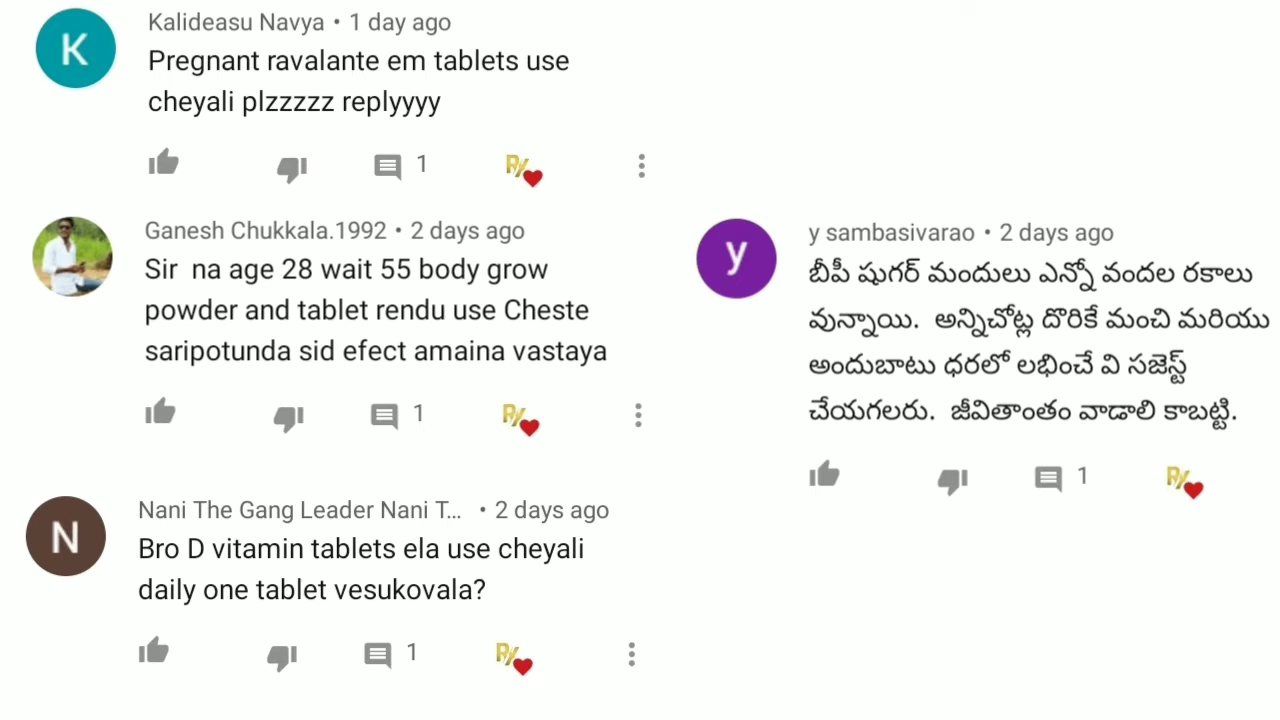 Kalideasu Navya • 1 day ago
K
Pregnant ravalante em tablets use
cheyali plzzzzz replyyyy
1
Ganesh Chukkala.1992 • 2 days ago
Sir na age 28 wait 55 body grow
powder and tablet rendu use Cheste
saripotunda sid efect amaina vastaya
1
Nani The Gang Leader Nani T... • 2 days ago
N
Bro D vitamin tablets ela use cheyali
daily one tablet vesukovala?
1
y sambasivarao • 2 days ago
y
బీపీ షుగర్ మందులు ఎన్నో వందల రకాలు
వున్నాయి. అన్నిచోట్ల దొరికే మంచి మరియు
అందుబాటు ధరలో లభించే వి సజెస్ట్
చేయగలరు. జీవితాంతం వాడాలి కాబట్టి.
1